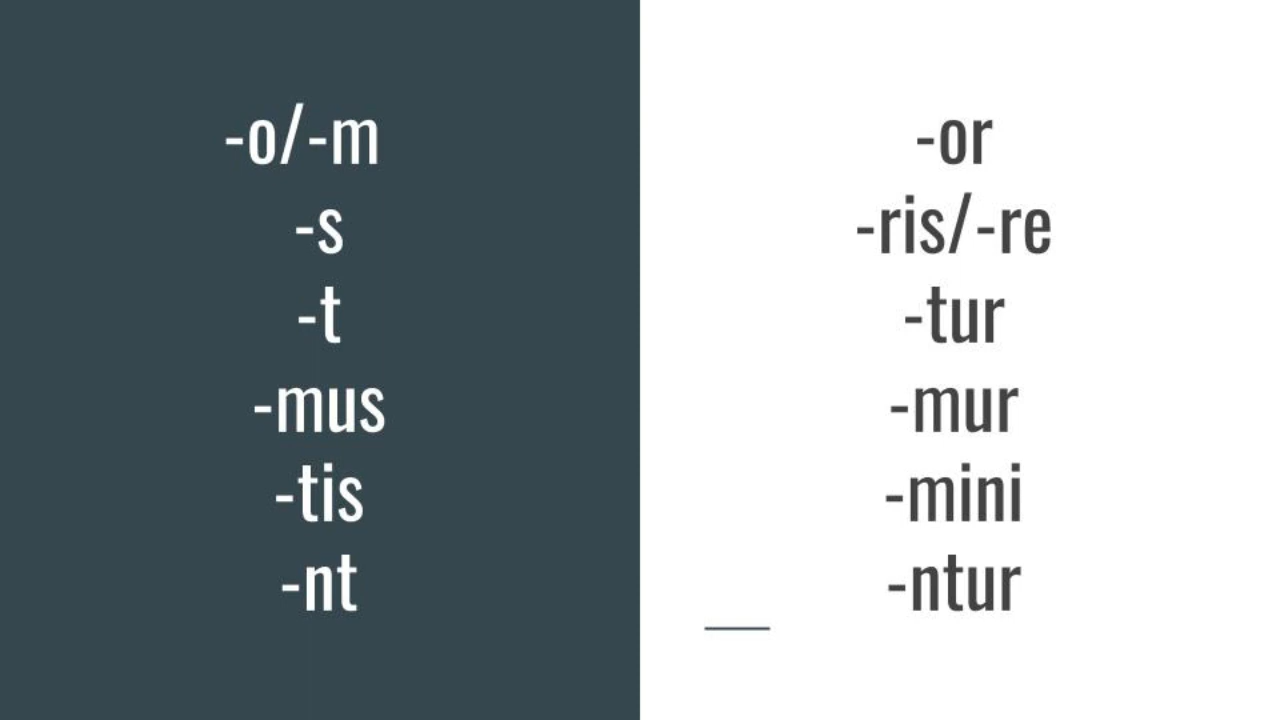 -o/-m
-s
-t
-mus
-tis
-nt
-or
-ris/-re
-tur
-mur
-mini
-ntur